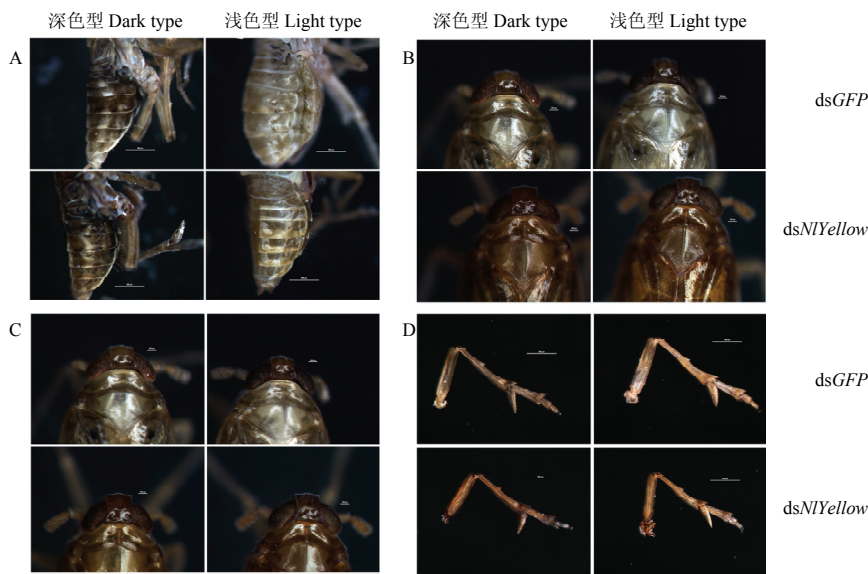 深色型 Dark type 浅色型 Light type 深色型 Dark type 浅色型 Light type
A
B
dsGFP
dsNlYellow
C
D
dsGFP
dsNlYellow